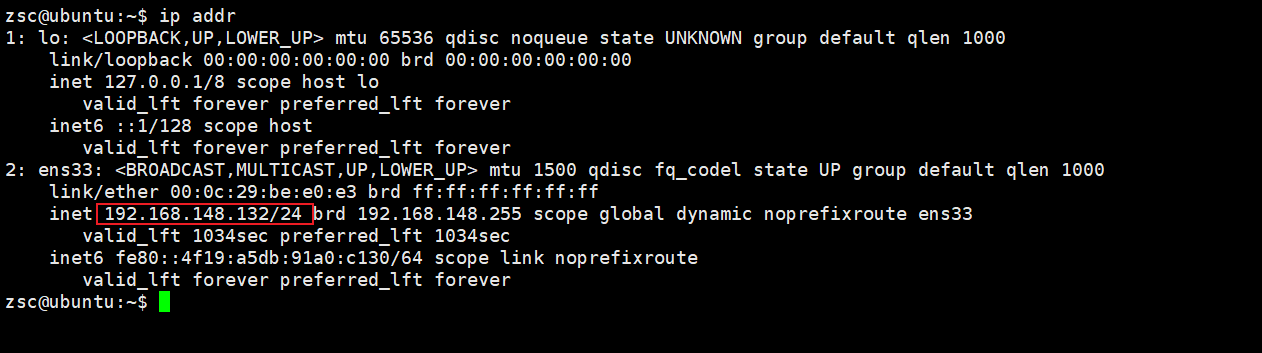 zsc@ubuntu:~$ ip addr
1: lo: <LOOPBACK,UP,LOWER_UP> mtu 65536 qdisc noqueue state UNKNOWN group default qlen 1000
    link/loopback 00:00:00:00:00:00 brd 00:00:00:00:00:00
    inet 127.0.0.1/8 scope host lo
       valid_lft forever preferred_lft forever
    inet6 ::1/128 scope host
       valid_lft forever preferred_lft forever
2: ens33: <BROADCAST,MULTICAST,UP,LOWER_UP> mtu 1500 qdisc fq_codel state UP group default qlen 1000
    link/ether 00:0c:29:be:e0:e3 brd ff:ff:ff:ff:ff:ff
    inet 192.168.148.132/24 brd 192.168.148.255 scope global dynamic noprefixroute ens33
       valid_lft 1034sec preferred_lft 1034sec
    inet6 fe80::4f19:a5db:91a0:c130/64 scope link noprefixroute
       valid_lft forever preferred_lft forever
zsc@ubuntu:~$